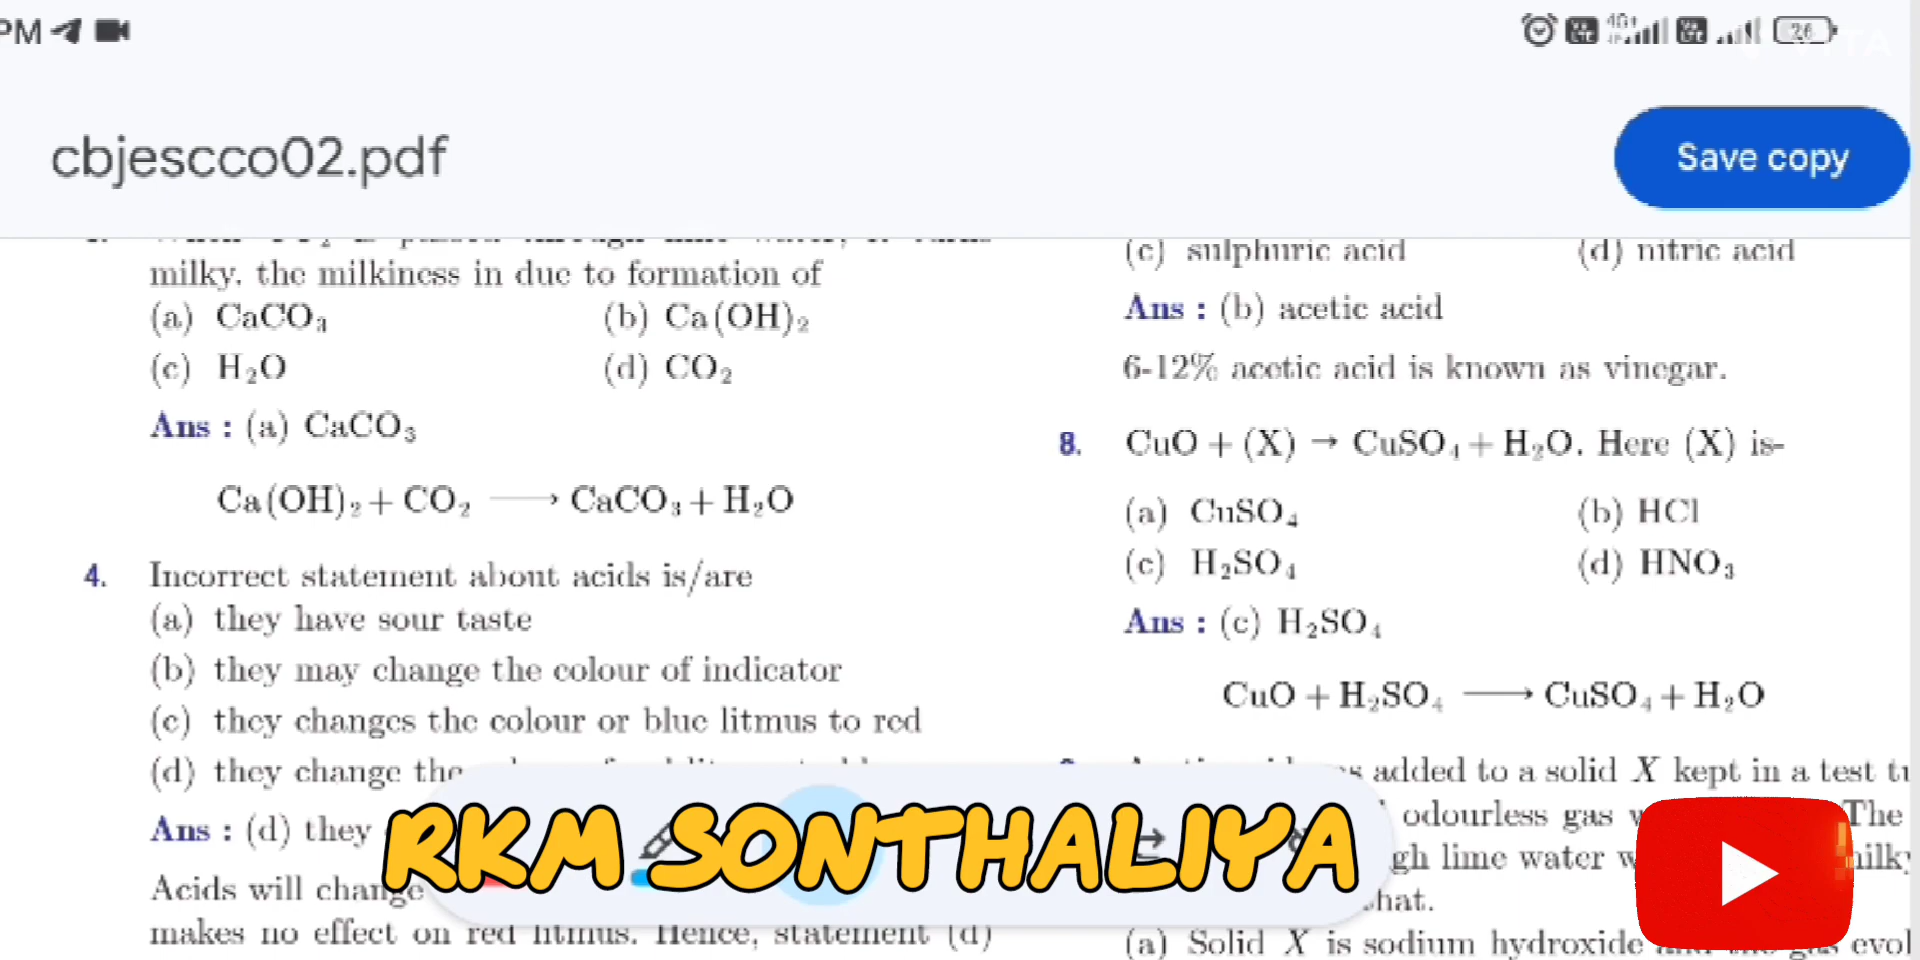 PM
26
cbjescco02.pdf
Save copy
milky. the milkiness in due to formation of
(a) CaCO₃
(b) Ca(OH)₂
(c) H₂O
(d) CO₂
Ans : (a) CaCO₃
Ca(OH)₂ + CO₂ ⟶ CaCO₃ + H₂O
4. Incorrect statement about acids is/are
(a) they have sour taste
(b) they may change the colour of indicator
(c) they changes the colour or blue litmus to red
(d) they change the
Ans : (d) they
Acids will change
makes no effect on red litmus. Hence, statement (d)
(c) sulphuric acid
(d) nitric acid
Ans : (b) acetic acid
6-12% acetic acid is known as vinegar.
8. CuO + (X) → CuSO₄ + H₂O. Here (X) is-
(a) CuSO₄
(b) HCl
(c) H₂SO₄
(d) HNO₃
Ans : (c) H₂SO₄
CuO + H₂SO₄ ⟶ CuSO₄ + H₂O
added to a solid X kept in a test
odourless gas The
lime water
(a) Solid X is sodium hydroxide
RKM SONTHALIYA